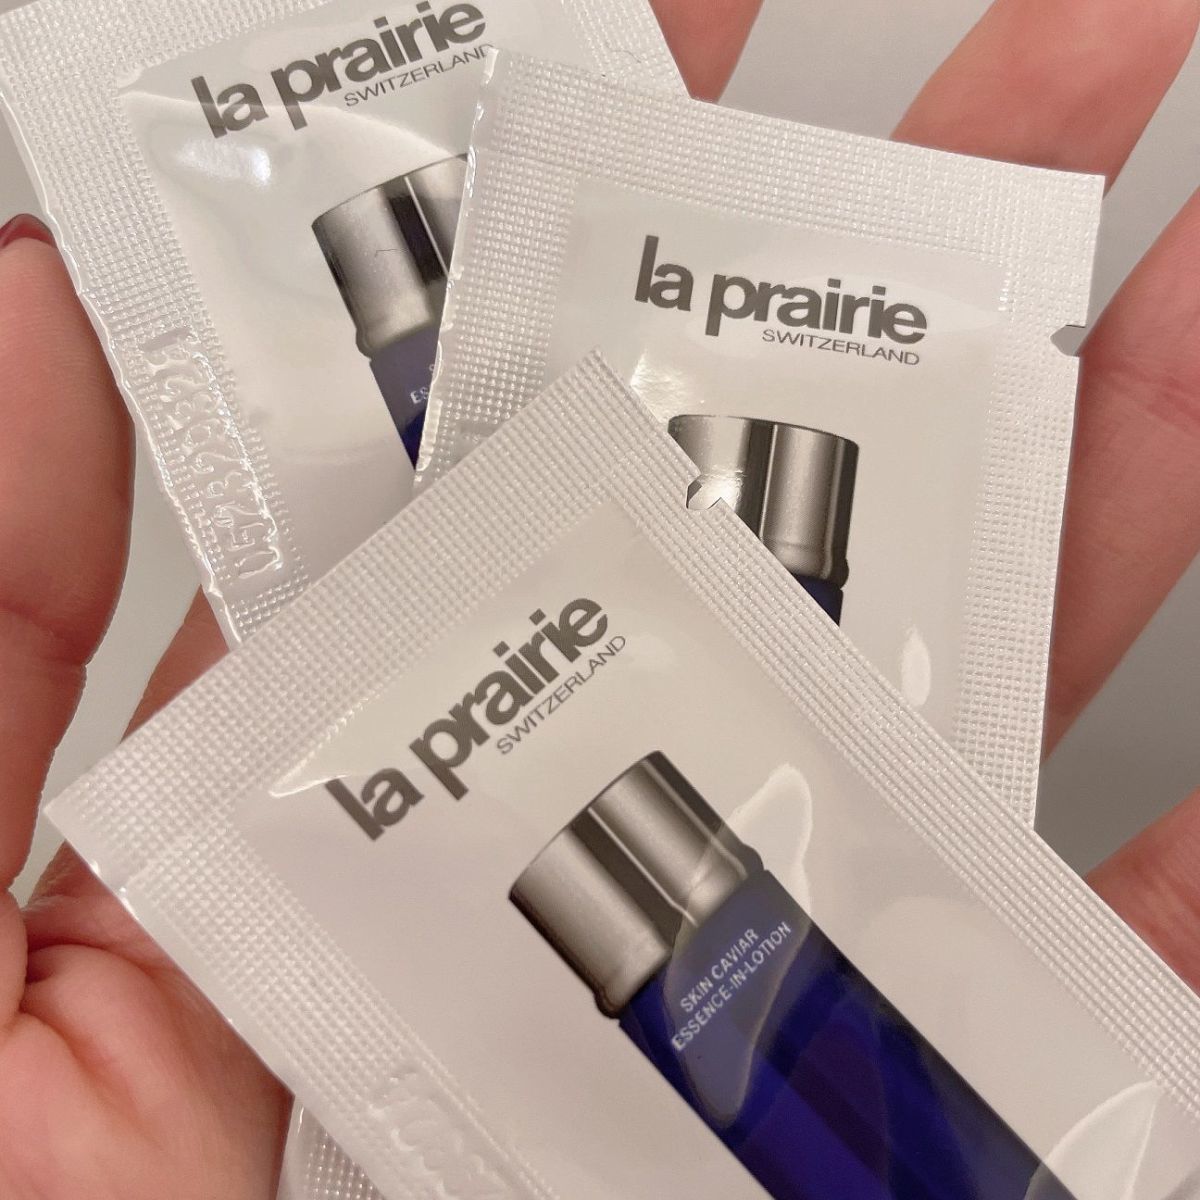 la prairie
SWITZERLAND
la prairie
SWITZERLAND
la prairie
SWITZERLAND
SKIN CAVIAR
ESSENCE-IN-LOTION